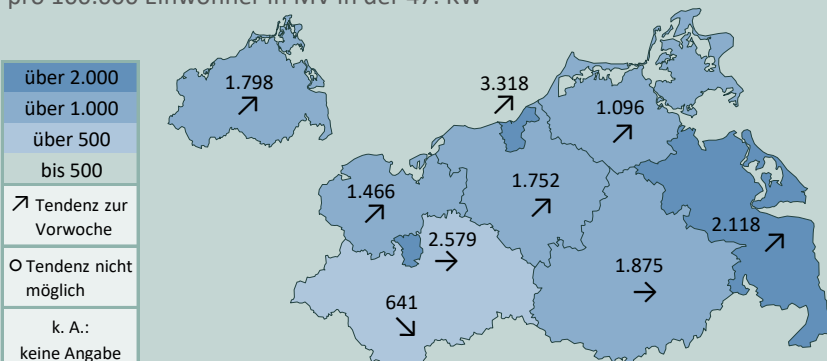 pro 100.000 Einwohner in MV in der 47. KW
über 2.000
über 1.000
über 500
bis 500
↗ Tendenz zur
Vorwoche
O Tendenz nicht
möglich
k. A.:
keine Angabe
1.798
↗
3.318
↗
1.096
↗
1.466
↗
1.752
↗
2.118
↗
2.579
→
1.875
→
641
↘